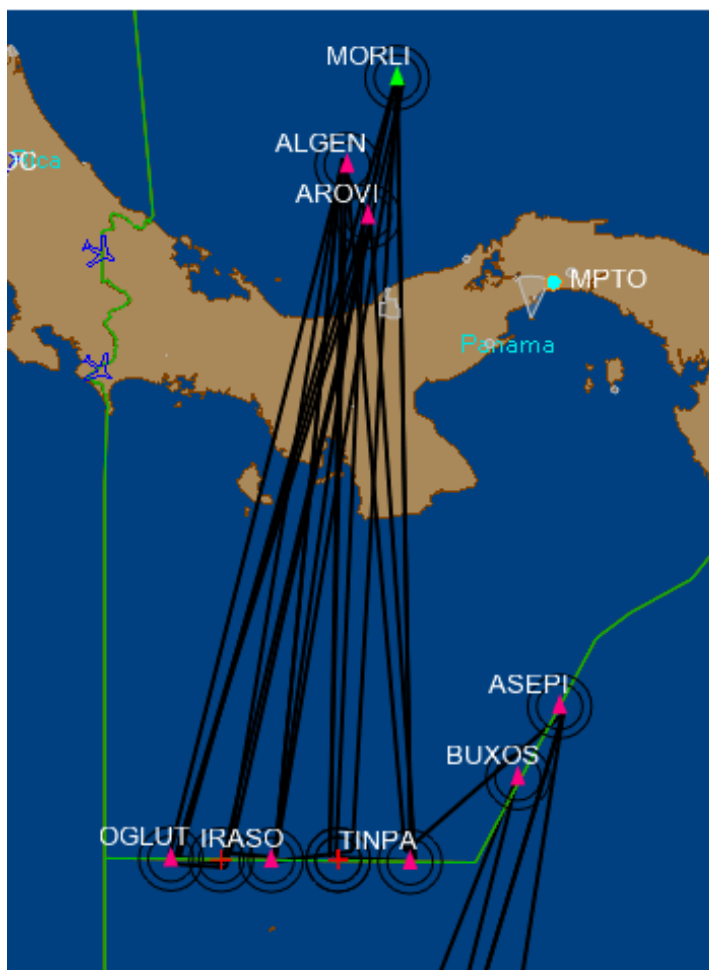 MORLI
ALGEN
AROVI
MPTO
Panama
ASEPI
BUXOS
OGLUT IRASO TINPA